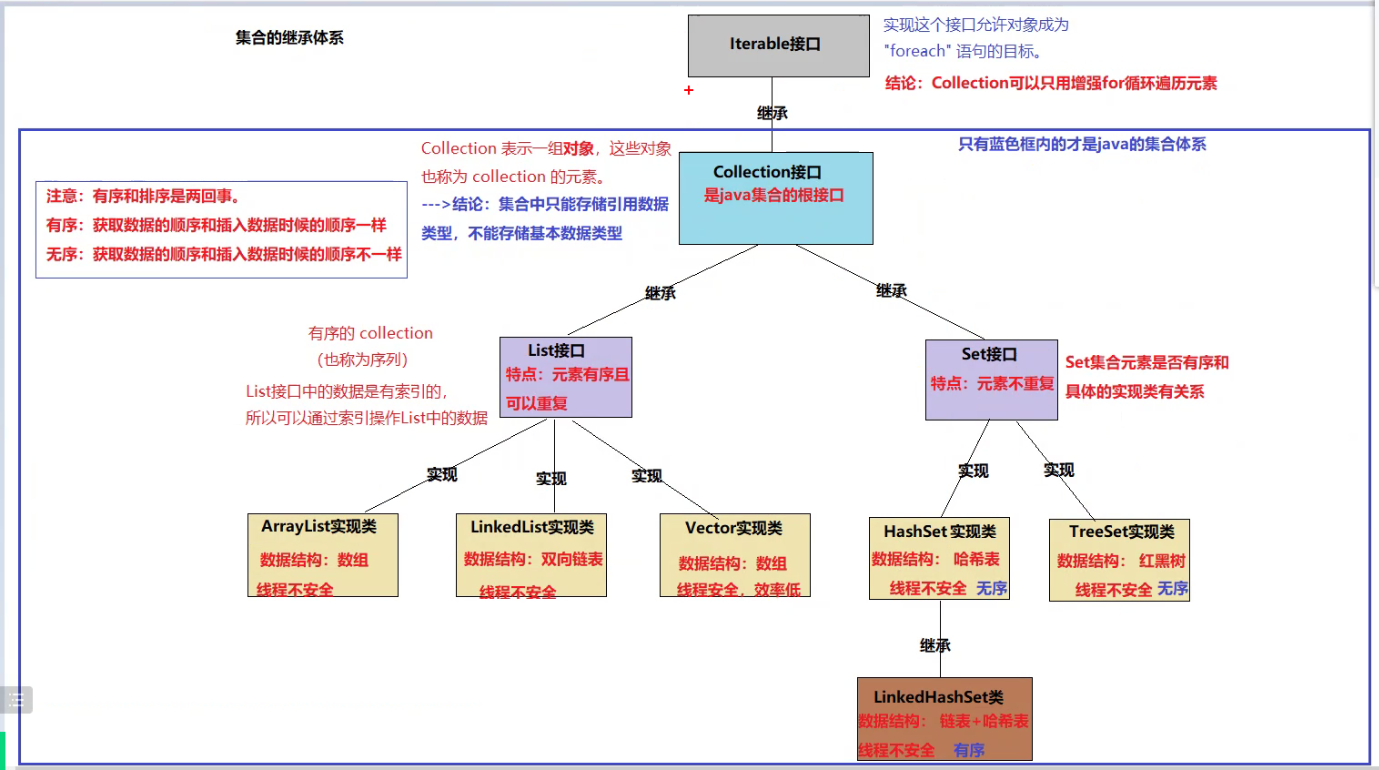 集合的继承体系
Iterable接口
实现这个接口允许对象成为
"foreach" 语句的目标。
结论：Collection可以只用增强for循环遍历元素
继承
只有蓝色框内的才是java的集合体系
Collection 表示一组对象，这些对象
也称为 collection 的元素。
--->结论：集合中只能存储引用数据
类型，不能存储基本数据类型
Collection接口
是java集合的根接口
注意：有序和排序是两回事。
有序：获取数据的顺序和插入数据时候的顺序一样
无序：获取数据的顺序和插入数据时候的顺序不一样
继承
继承
有序的 collection
（也称为序列）
List接口中的数据是有索引的，
所以可以通过索引操作List中的数据
List接口
特点：元素有序且
可以重复
Set接口
特点：元素不重复
Set集合元素是否有序和
具体的实现类有关系
实现
实现
实现
实现
实现
ArrayList实现类
数据结构：数组
线程不安全
LinkedList实现类
数据结构：双向链表
线程不安全
Vector实现类
数据结构：数组
线程安全，效率低
HashSet 实现类
数据结构： 哈希表
线程不安全 无序
TreeSet实现类
数据结构： 红黑树
线程不安全 无序
继承
LinkedHashSet类
数据结构： 链表+哈希表
线程不安全 有序